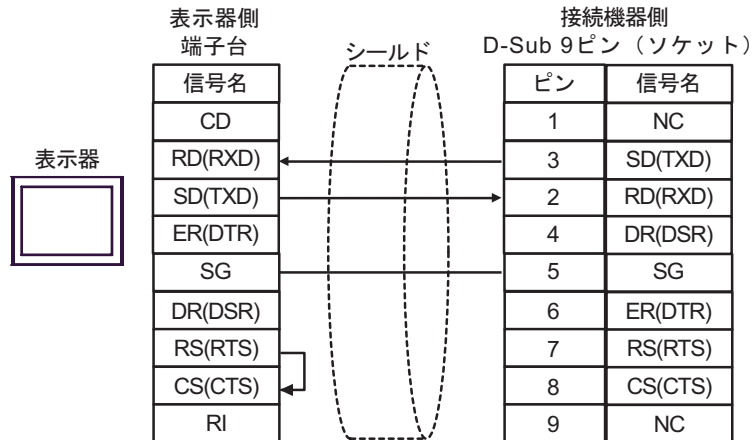 表示器側
端子台
シールド
接続機器側
D-Sub 9ピン（ソケット）
表示器
信号名
ピン 信号名
CD
1 NC
RD(RXD)
3 SD(TXD)
SD(TXD)
2 RD(RXD)
ER(DTR)
4 DR(DSR)
SG
5 SG
DR(DSR)
6 ER(DTR)
RS(RTS)
7 RS(RTS)
CS(CTS)
8 CS(CTS)
RI
9 NC